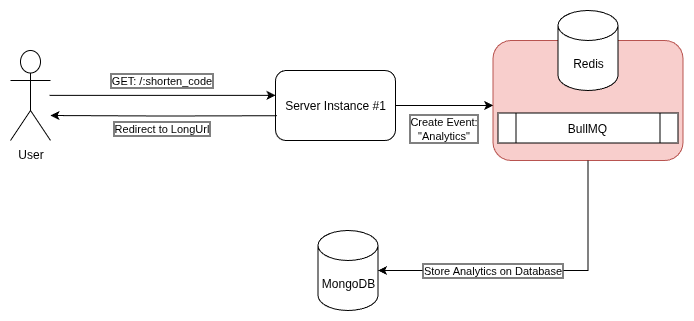 GET: /:shorten_code
Redirect to LongUrl
User
Server Instance #1
Create Event:
"Analytics"
Redis
BullMQ
Store Analytics on Database
MongoDB